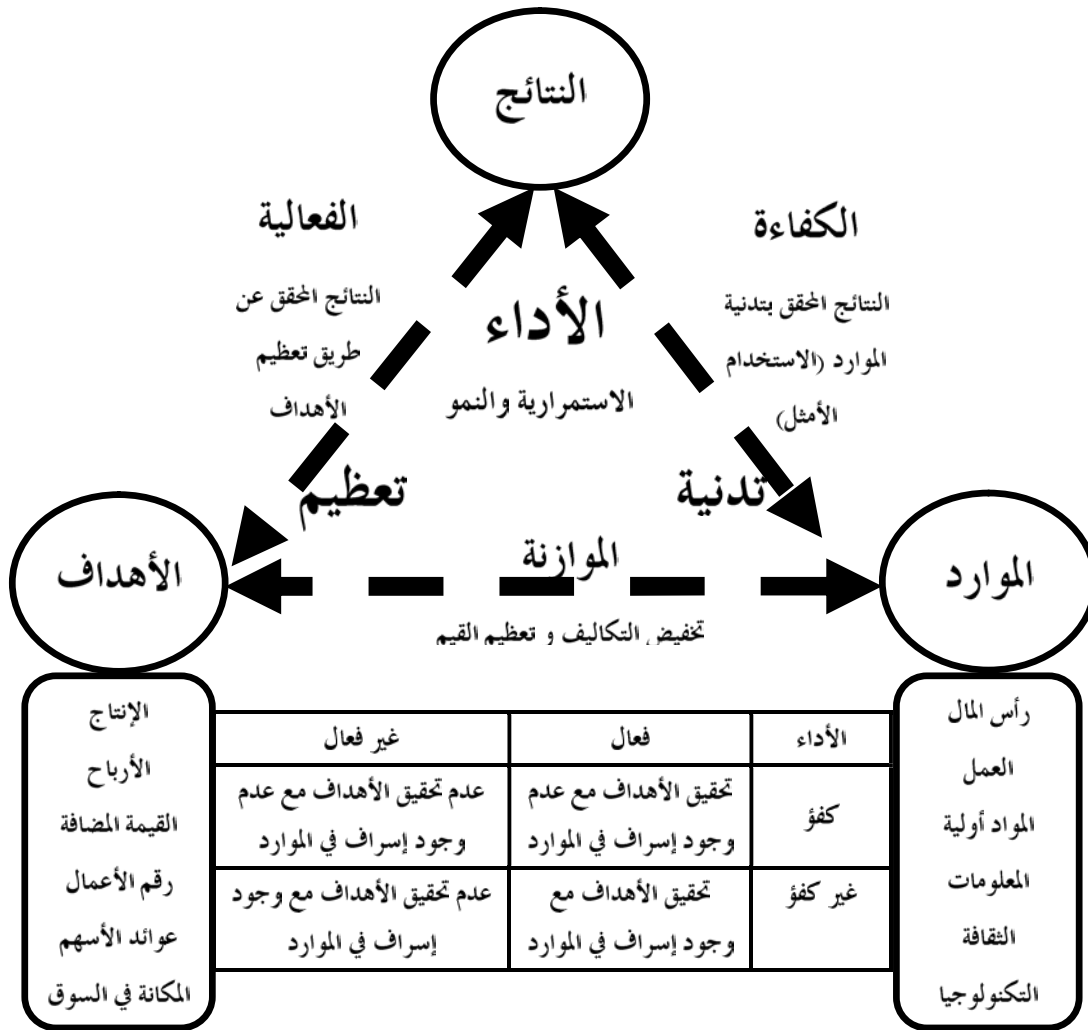 النتائج
الكفاءة
النتائج المحقق بتدنية
الموارد (الاستخدام
الأمثل)
الفعالية
النتائج المحقق عن
طريق تعظيم
الأهداف
الأداء
الاستمرارية والنمو
تدنية
تعظيم
الموازنة
تخفيض التكاليف و تعظيم القيم
الموارد
الأهداف
رأس المال
العمل
المواد أولية
المعلومات
الثقافة
التكنولوجيا
الأداء
فعال
غير فعال
كفؤ
تحقيق الأهداف مع عدم
وجود إسراف في الموارد
عدم تحقيق الأهداف مع عدم
وجود إسراف في الموارد
غير كفؤ
تحقيق الأهداف مع
وجود إسراف في الموارد
عدم تحقيق الأهداف مع وجود
إسراف في الموارد
الإنتاج
الأرباح
القيمة المضافة
رقم الأعمال
عوائد الأسهم
المكانة في السوق